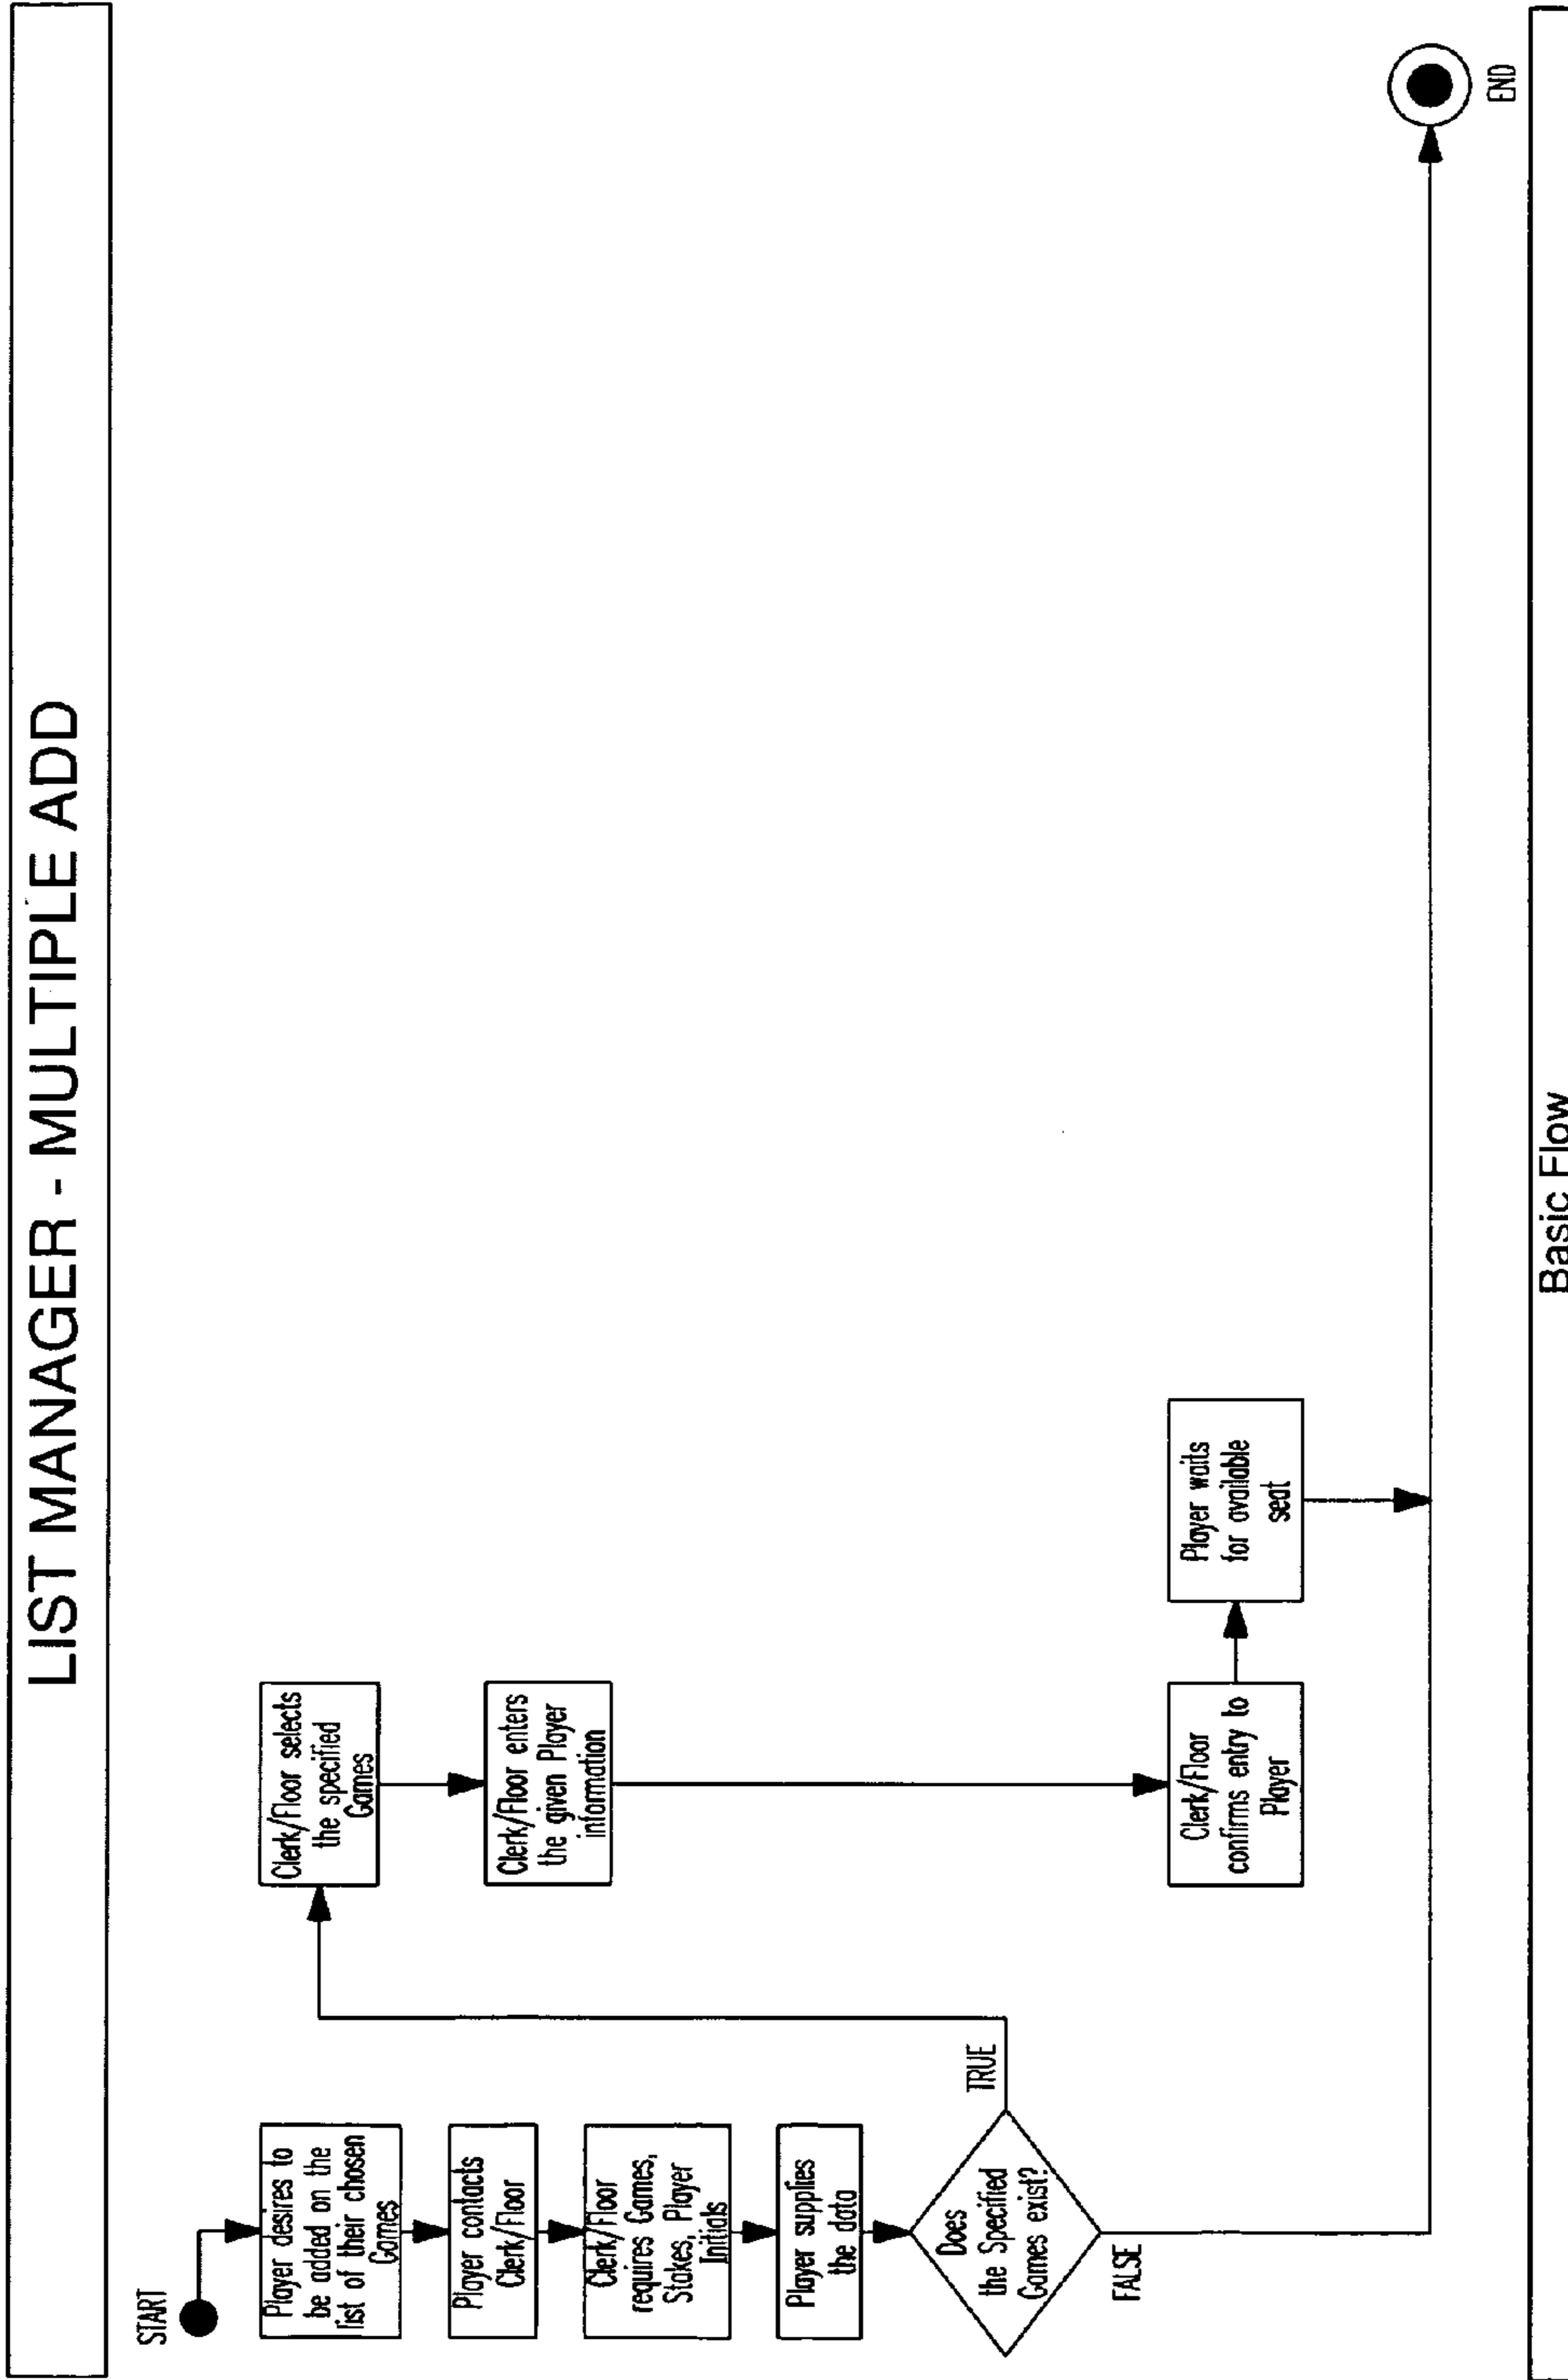 LIST MANAGER - MULTIPLE ADD
START
Player desires to
be added on the
list of their chosen
Games
Player contacts
Clerk/Floor
Clerk/Floor
requires Games,
Stakes, Player
Initials
Player supplies
the data
Does
the Specified
Games exist?
TRUE
FALSE
Clerk/Floor selects
the specified
Games
Clerk/Floor enters
the given Player
information
Clerk/Floor
confirms entry to
Player
Player waits
for available
seat
END
Basic Flow